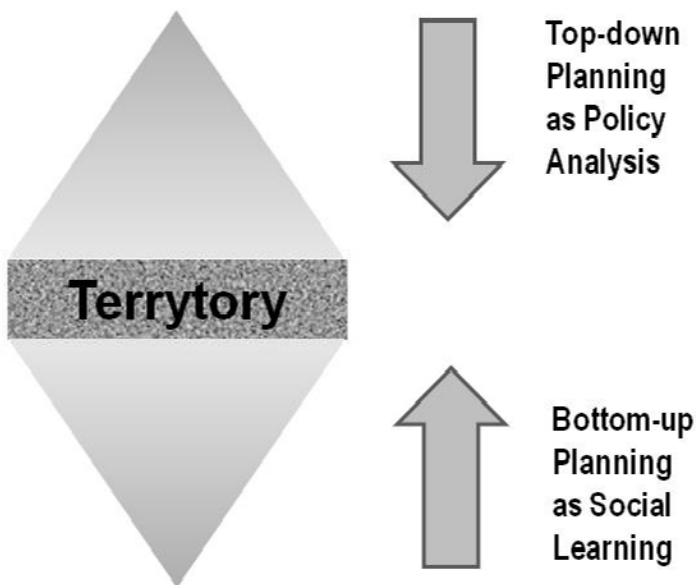 Top-down
Planning
as Policy
Analysis
Terrytory
Bottom-up
Planning
as Social
Learning